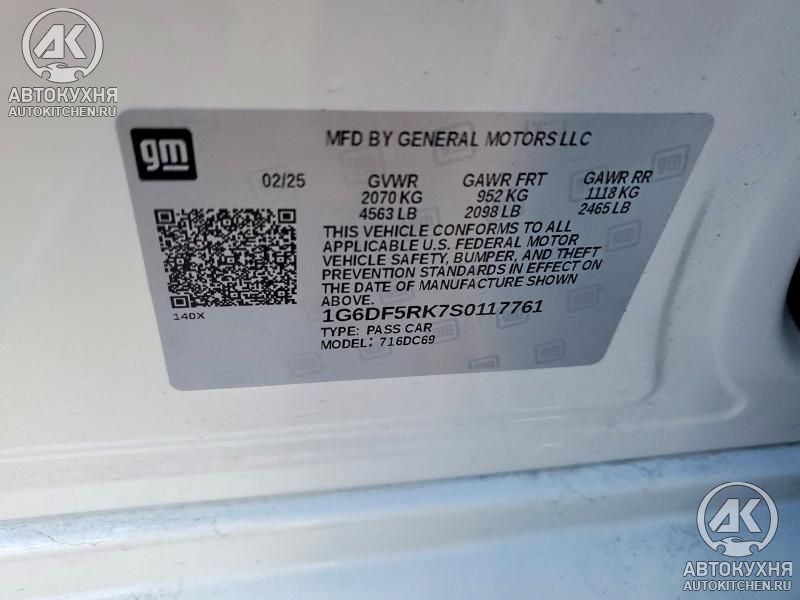 AK
АВТОКУХНЯ
AUTOKITCHEN.RU
gm
MFD BY GENERAL MOTORS LLC
02/25 GVWR GAWR FRT GAWR RR
2070 KG 952 KG 1118 KG
4563 LB 2098 LB 2465 LB
THIS VEHICLE CONFORMS TO ALL
APPLICABLE U.S. FEDERAL MOTOR
VEHICLE SAFETY, BUMPER, AND THEFT
PREVENTION STANDARDS IN EFFECT ON
THE DATE OF MANUFACTURE SHOWN
ABOVE.
140X
1G6DF5RK7S0117761
TYPE: PASS CAR
MODEL: 716DC69
AK
АВТОКУХНЯ
AUTOKITCHEN.RU